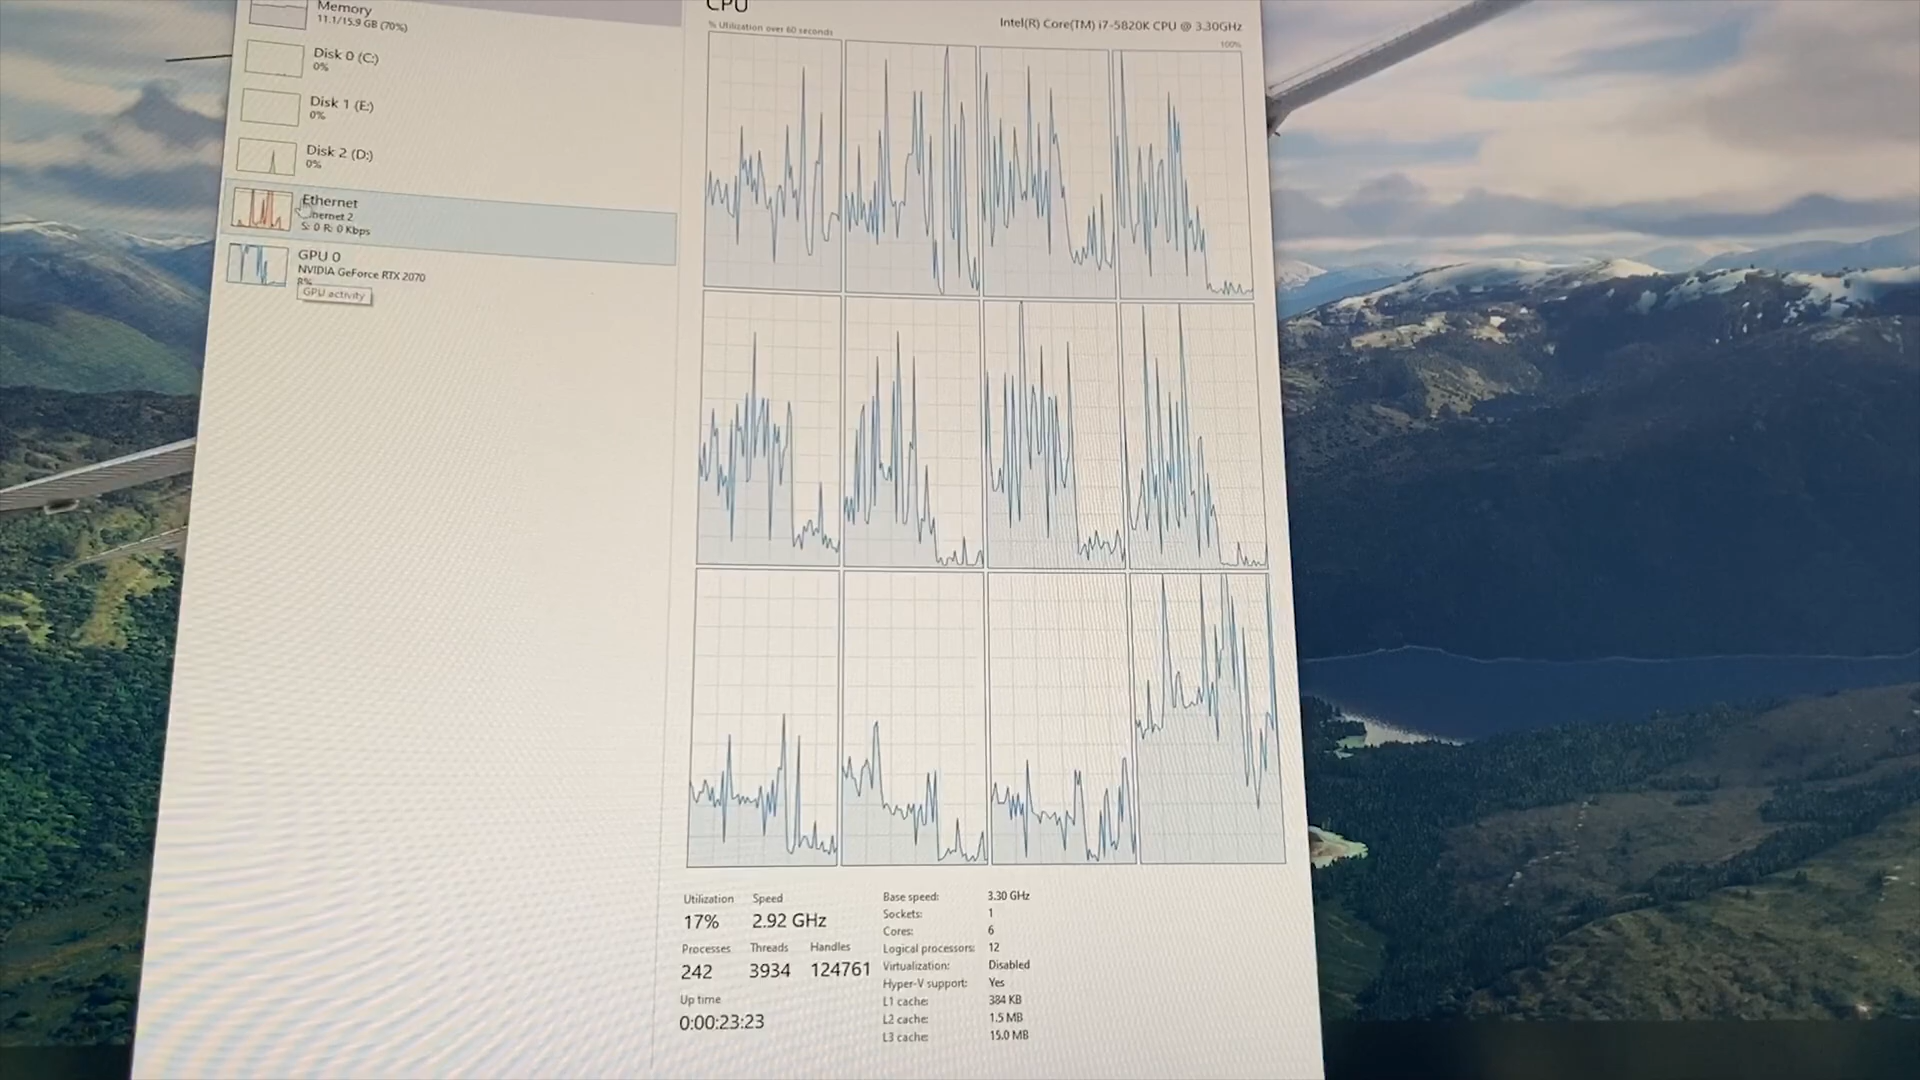 Memory
11.1/15.9 GB (70%)
Disk 0 (C:)
0%
Disk 1 (E:)
0%
Disk 2 (D:)
0%
Ethernet
S: 0 R: 0 Kbps
GPU 0
NVIDIA GeForce RTX 2070
8%
GPU activity
CPU
Intel(R) Core(TM) i7-5820K CPU @ 3.30GHz
% Utilization over 60 seconds
100%
Utilization Speed
17% 2.92 GHz
Processes Threads Handles
242 3934 124761
Up time
0:00:23:23
Base speed: 3.30 GHz
Sockets: 1
Cores: 6
Logical processors: 12
Virtualization: Disabled
Hyper-V support: Yes
L1 cache: 384 KB
L2 cache: 1.5 MB
L3 cache: 15.0 MB